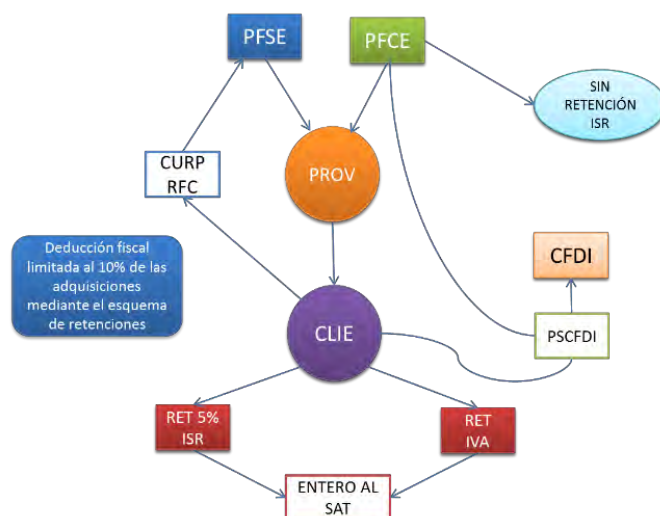 PFSE
PFCE
SIN
RETENCIÓN
ISR
CURP
RFC
PROV
Deducción fiscal
limitada al 10% de las
adquisiciones
mediante el esquema
de retenciones
CFDI
CLIE
PSCFDI
RET 5%
ISR
RET
IVA
ENTERO AL
SAT